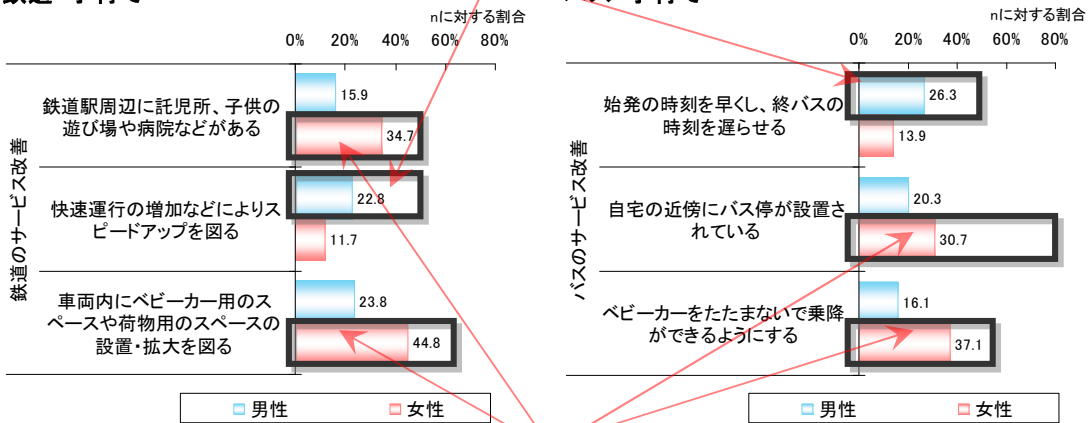 nに対する割合
0% 20% 40% 60% 80%
鉄道のサービス改善
鉄道駅周辺に託児所、子供の
遊び場や病院などがある
15.9
34.7
快速運行の増加などによりス
ピードアップを図る
22.8
11.7
車両内にベビーカー用のス
ペースや荷物用のスペースの
設置・拡大を図る
23.8
44.8
男性 女性
nに対する割合
0% 20% 40% 60% 80%
バスのサービス改善
始発の時刻を早くし、終バスの
時刻を遅らせる
26.3
13.9
自宅の近傍にバス停が設置さ
れている
20.3
30.7
ベビーカーをたたまないで乗降
ができるようにする
16.1
37.1
男性 女性